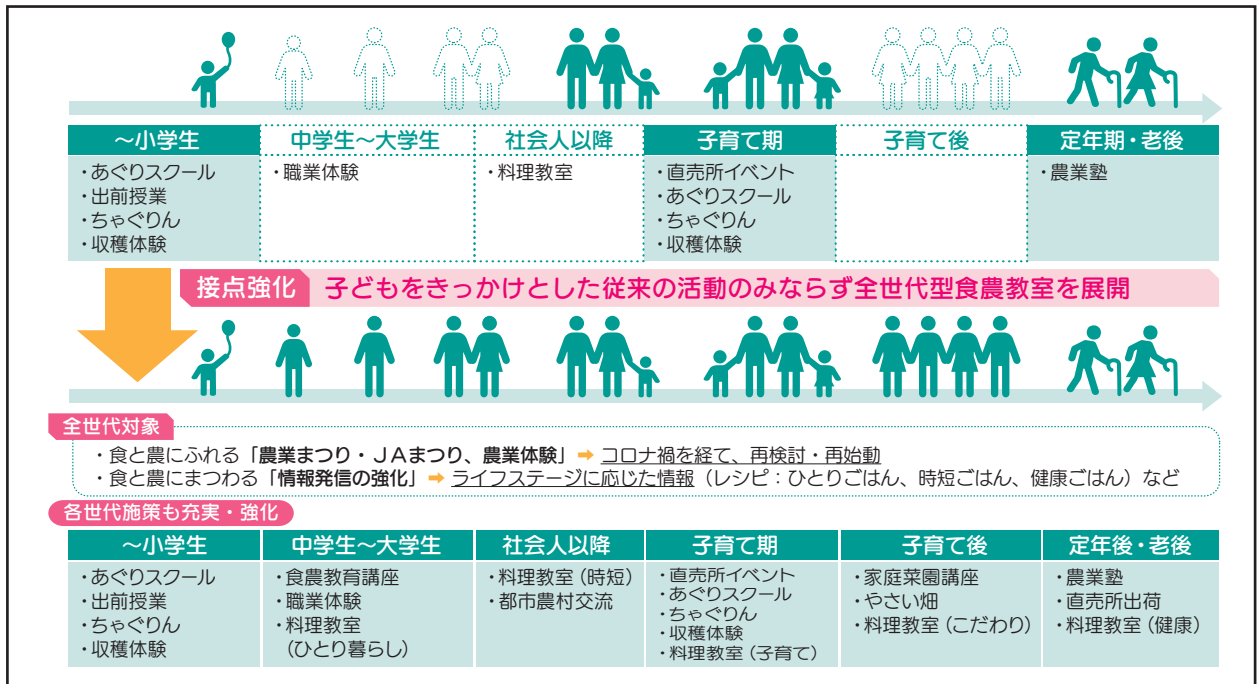 ～小学生
・あぐりスクール
・出前授業
・ちゃぐりん
・収穫体験
中学生～大学生
・職業体験
社会人以降
・料理教室
子育て期
・直売所イベント
・あぐりスクール
・ちゃぐりん
・収穫体験
子育て後
定年期・老後
・農業塾
接点強化 子どもをきっかけとした従来の活動のみならず全世代型食農教室を展開
全世代対象
・食と農にふれる「農業まつり・JAまつり、農業体験」➡ コロナ禍を経て、再検討・再始動
・食と農にまつわる「情報発信の強化」➡ ライフステージに応じた情報（レシピ：ひとりごはん、時短ごはん、健康ごはん）など
各世代施策も充実・強化
～小学生
・あぐりスクール
・出前授業
・ちゃぐりん
・収穫体験
中学生～大学生
・食農教育講座
・職業体験
・料理教室
（ひとり暮らし）
社会人以降
・料理教室（時短）
・都市農村交流
子育て期
・直売所イベント
・あぐりスクール
・ちゃぐりん
・収穫体験
・料理教室（子育て）
子育て後
・家庭菜園講座
・やさい畑
・料理教室（こだわり）
定年後・老後
・農業塾
・直売所出荷
・料理教室（健康）